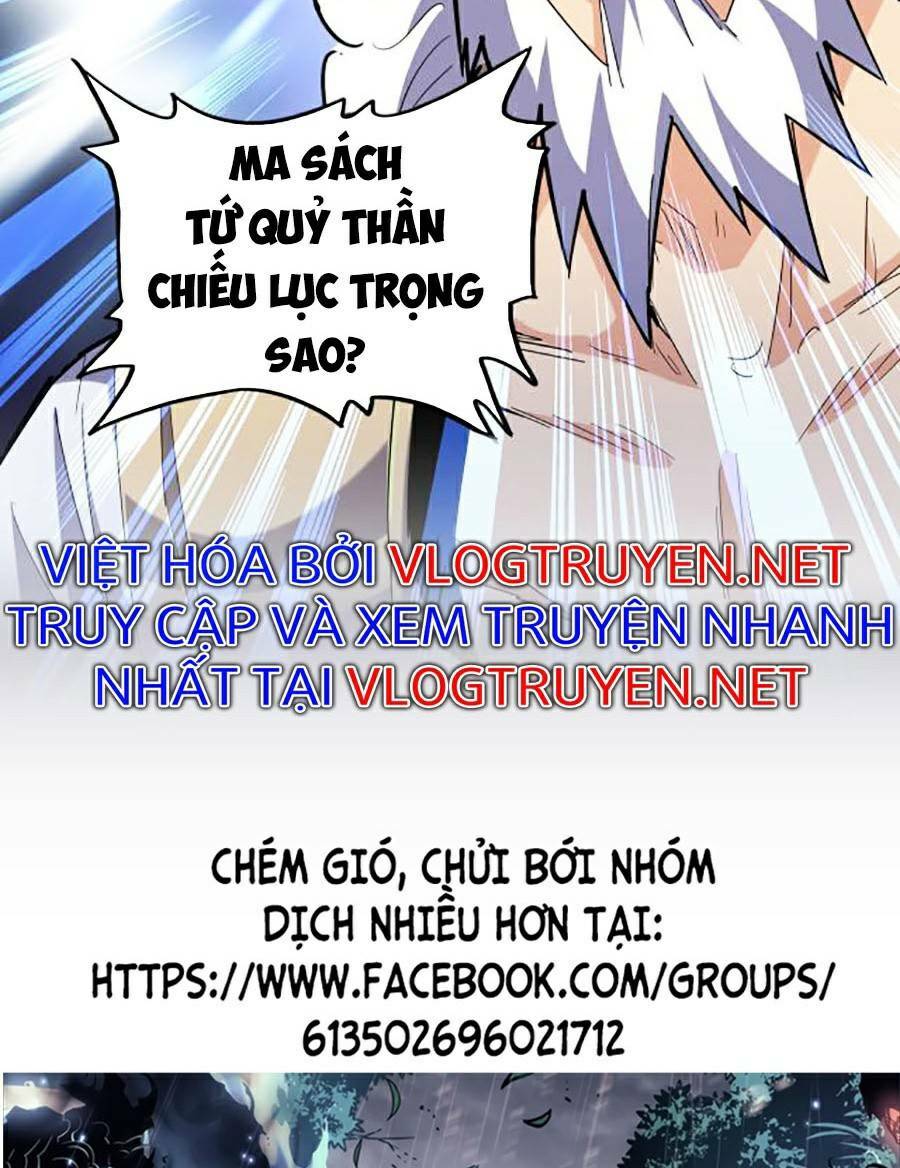 MA SÁCH
TỨ QUỶ THẦN
CHIẾU LỤC TRỌNG
SAO?
VIỆT HÓA BỞI VLOGTRUYEN.NET
TRUY CẬP VÀ XEM TRUYỆN NHANH
NHẤT TẠI VLOGTRUYEN.NET
CHÉM GIÓ, CHỬI BỚI NHÓM
DỊCH NHIỀU HƠN TẠI:
HTTPS://WWW.FACEBOOK.COM/GROUPS/
613502696021712